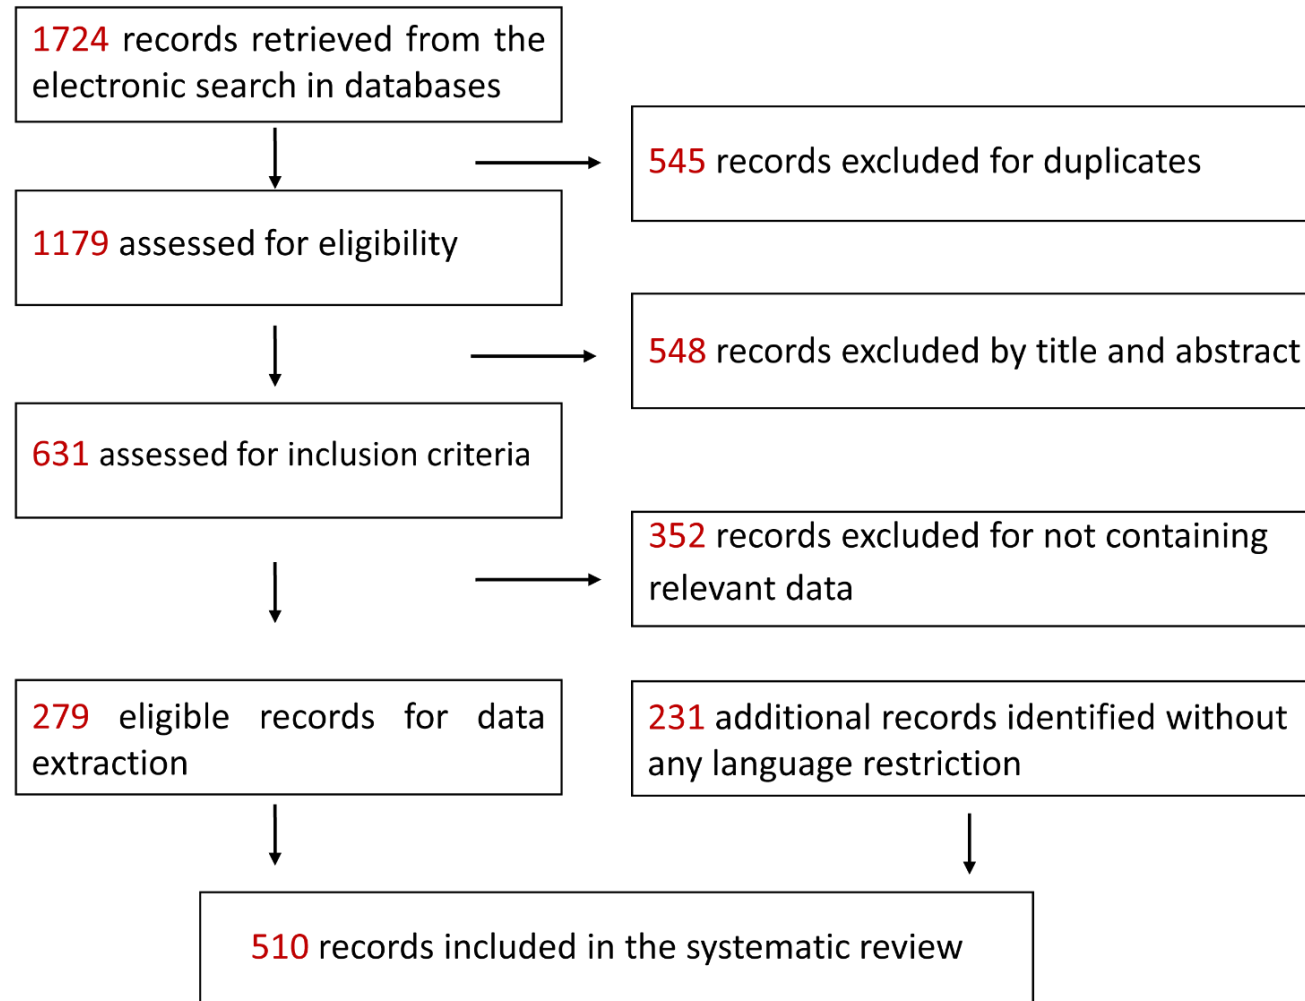 1724 records retrieved from the
electronic search in databases
545 records excluded for duplicates
1179 assessed for eligibility
548 records excluded by title and abstract
631 assessed for inclusion criteria
352 records excluded for not containing
relevant data
279 eligible records for data
extraction
231 additional records identified without
any language restriction
510 records included in the systematic review